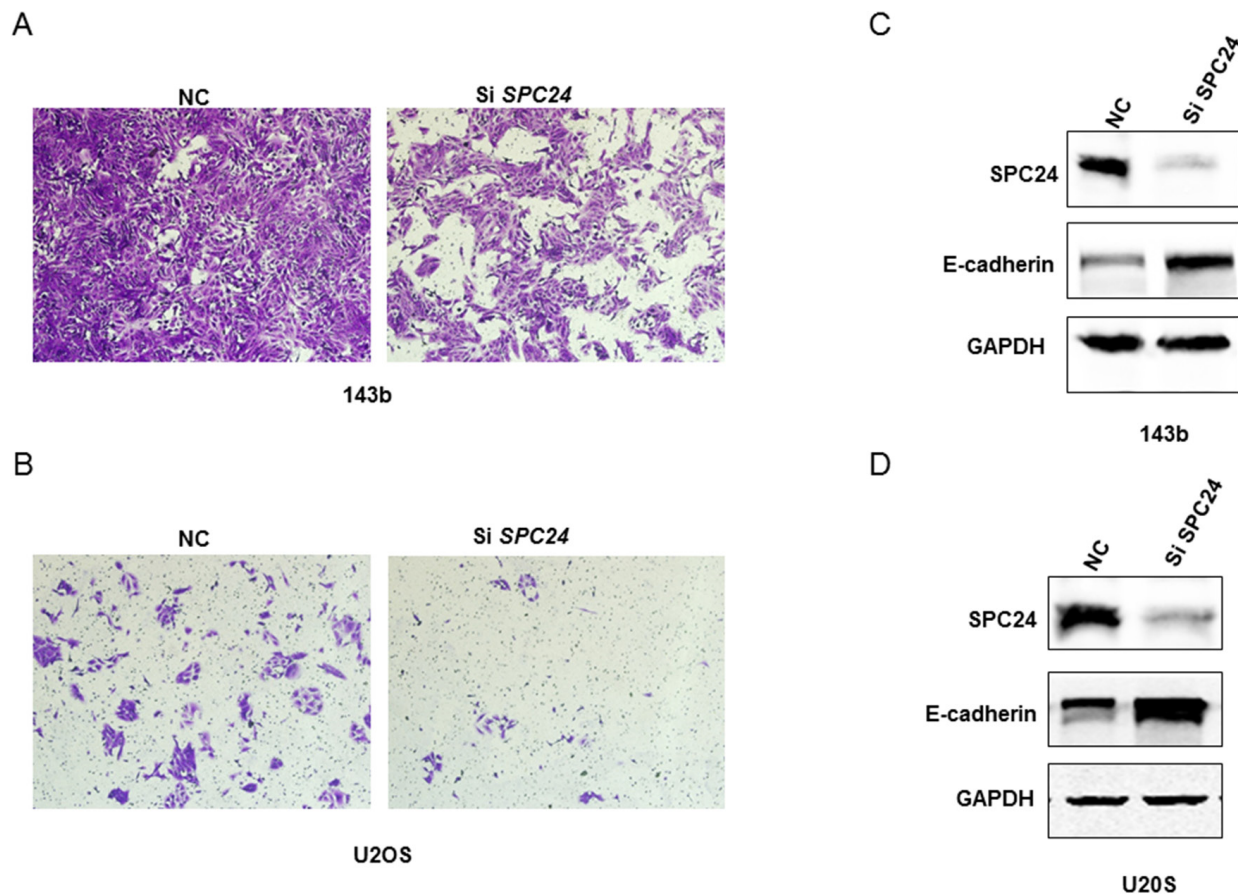 A
NC
Si SPC24
143b
B
NC
Si SPC24
U2OS
C
NC
Si SPC24
SPC24
E-cadherin
GAPDH
143b
D
NC
Si SPC24
SPC24
E-cadherin
GAPDH
U20S